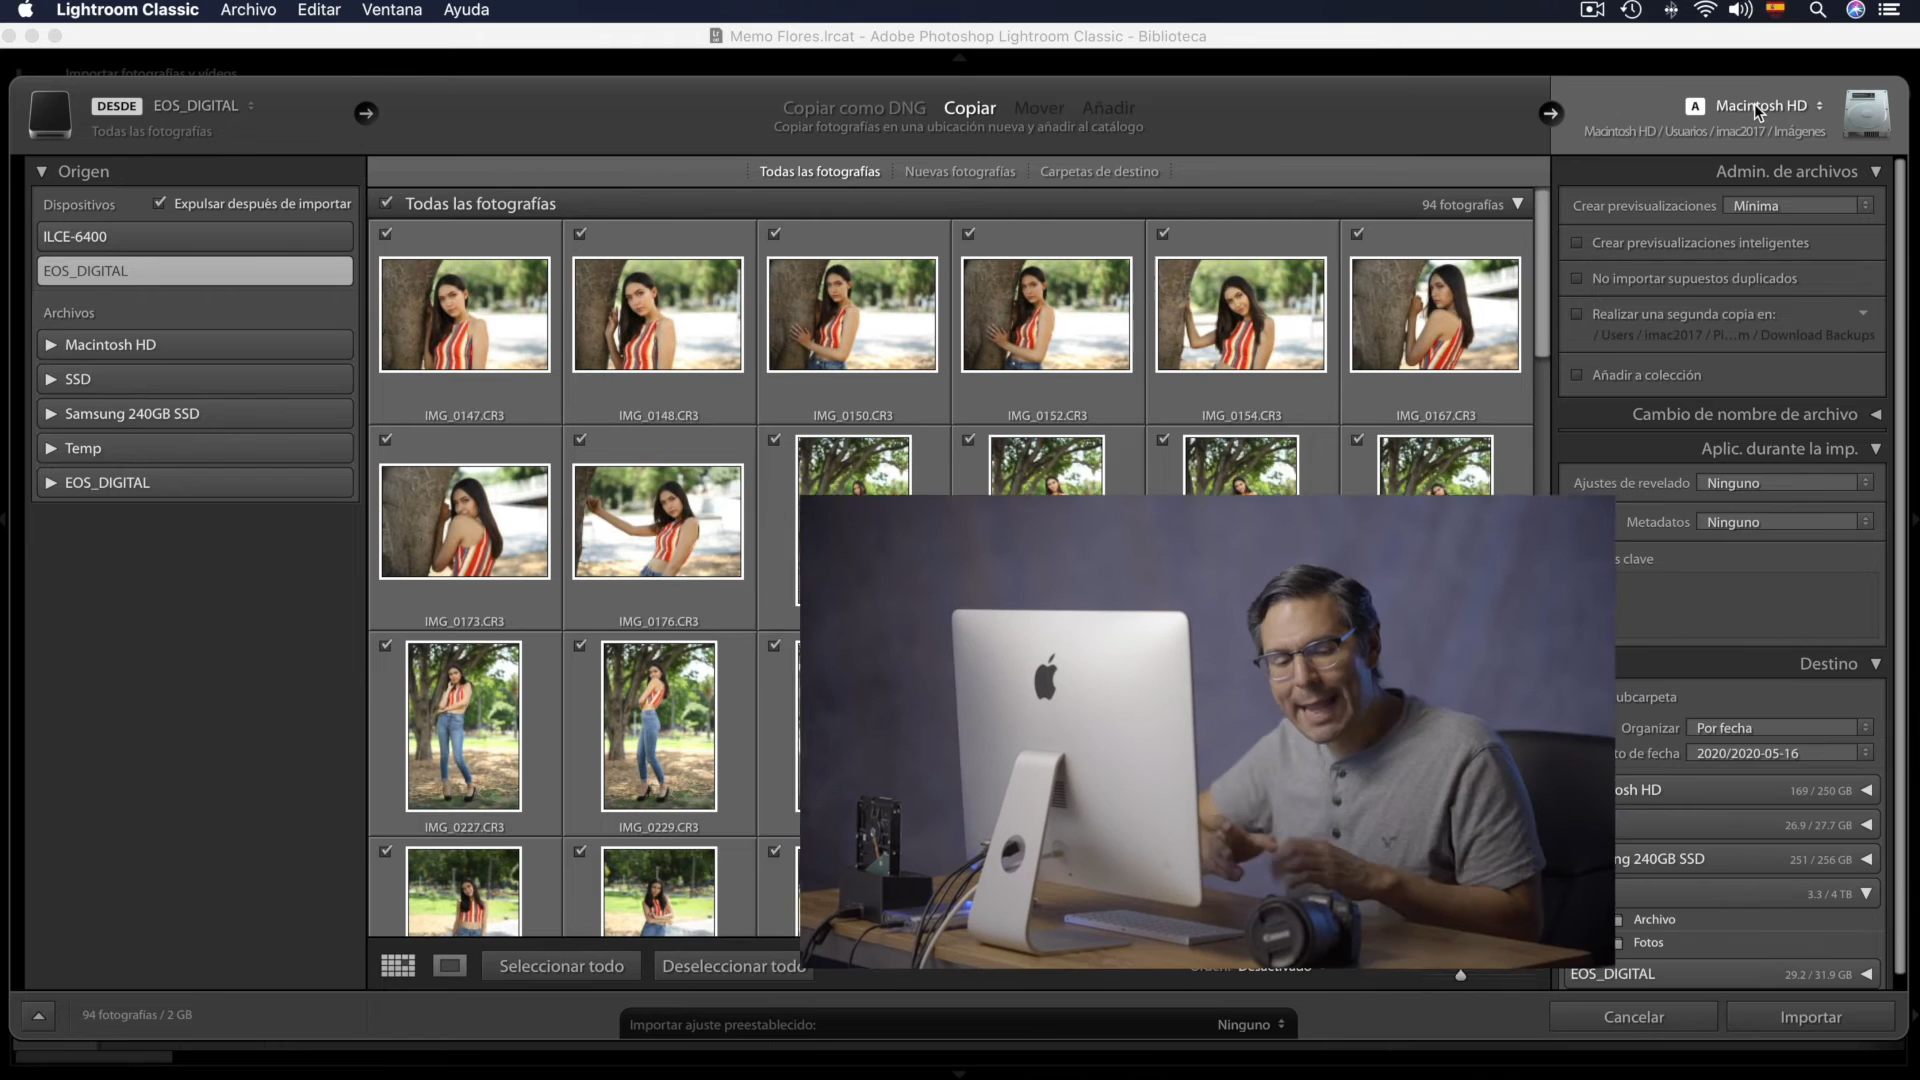 Lightroom Classic Archivo Editar Ventana Ayuda
Memo Flores.lrcat - Adobe Photoshop Lightroom Classic - Biblioteca
Importar fotografías y vídeos
DESDE EOS_DIGITAL
Todas las fotografías
Copiar como DNG Copiar Mover Añadir
Copiar fotografías en una ubicación nueva y añadir al catálogo
A Macintosh HD
Macintosh HD / Usuarios / imac2017 / Imágenes
Origen
Dispositivos Expulsar después de importar
ILCE-6400
EOS_DIGITAL
Archivos
Macintosh HD
SSD
Samsung 240GB SSD
Temp
EOS_DIGITAL
Todas las fotografías Nuevas fotografías Carpetas de destino
Todas las fotografías 94 fotografías
IMG_0147.CR3 IMG_0148.CR3 IMG_0150.CR3 IMG_0152.CR3 IMG_0154.CR3 IMG_0167.CR3
IMG_0173.CR3 IMG_0176.CR3
IMG_0227.CR3 IMG_0229.CR3
Seleccionar todo Deseleccionar todo
Admin. de archivos
Crear previsualizaciones Mínima
Crear previsualizaciones inteligentes
No importar supuestos duplicados
Realizar una segunda copia en:
/ Users / imac2017 / Pi...m / Download Backups
Añadir a colección
Cambio de nombre de archivo
Aplic. durante la imp.
Ajustes de revelado Ninguno
Metadatos Ninguno
s clave
Destino
ubcarpeta
Organizar Por fecha
to de fecha 2020/2020-05-16
osh HD 169 / 250 GB
26.9 / 27.7 GB
ng 240GB SSD 251 / 256 GB
3.3 / 4 TB
Archivo
Fotos
EOS_DIGITAL 29.2 / 31.9 GB
94 fotografías / 2 GB
Importar ajuste preestablecido: Ninguno
Cancelar Importar